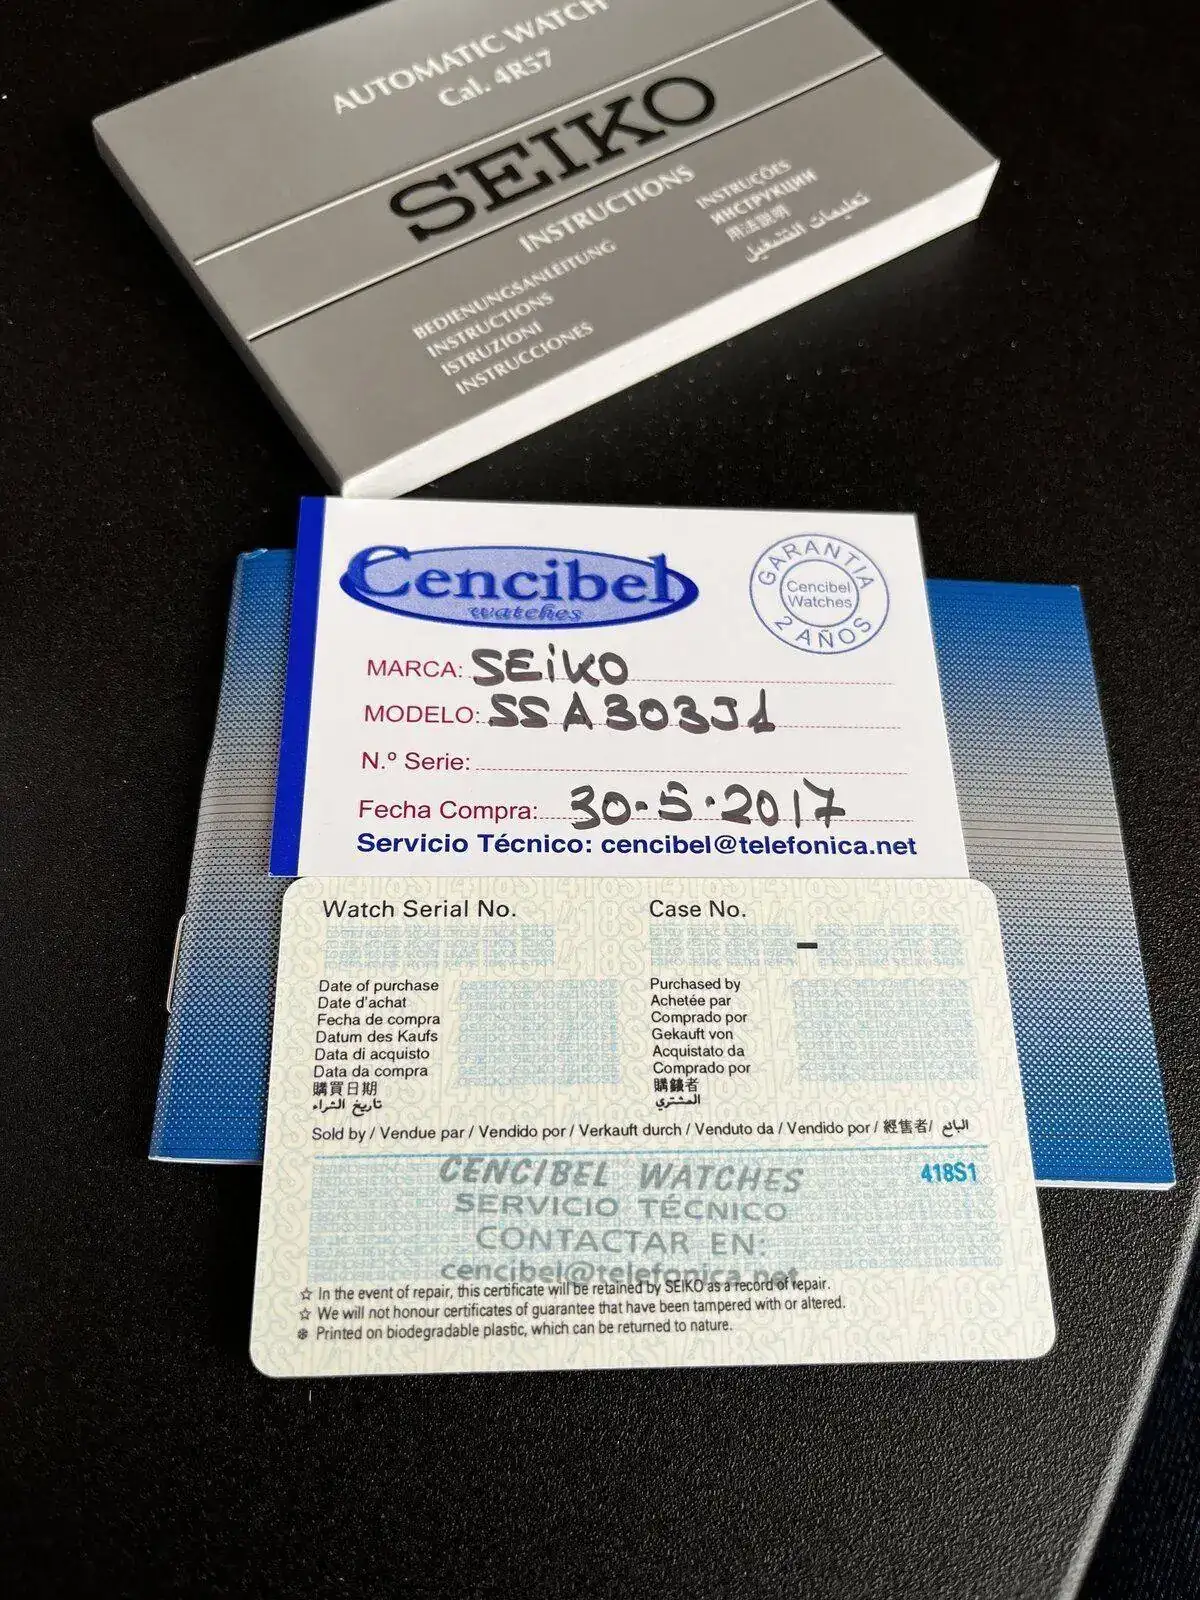 AUTOMATIC WATCH
Cal. 4R57
SEIKO
INSTRUCTIONS
BEDIENUNGSANLEITUNG
INSTRUCTIONS
ISTRUZIONI
INSTRUCCIONES
INSTRUÇÕES
ИНСТРУКЦИИ
用法説明
تعليمات التشغيل
Cencibel
watches
GARANTIA
Cencibel
Watches
2 AÑOS
MARCA: SEiKO
MODELO: SSA303J1
N.º Serie:
Fecha Compra: 30-5-2017
Servicio Técnico: cencibel@telefonica.net
Watch Serial No.
Case No.
–
Date of purchase
Date d'achat
Fecha de compra
Datum des Kaufs
Data di acquisto
Data da compra
購買日期
تاريخ الشراء
Purchased by
Achetée par
Comprado por
Gekauft von
Acquistato da
Comprado por
المشتري
Sold by / Vendue par / Vendido por / Verkauft durch / Venduto da / Vendido por / 經售者/ البائع
CENCIBEL WATCHES
418S1
SERVICIO TÉCNICO
CONTACTAR EN:
cencibel@telefonica.net
☆ In the event of repair, this certificate will be retained by SEIKO as a record of repair.
☆ We will not honour certificates of guarantee that have been tampered with or altered.
❄ Printed on biodegradable plastic, which can be returned to nature.